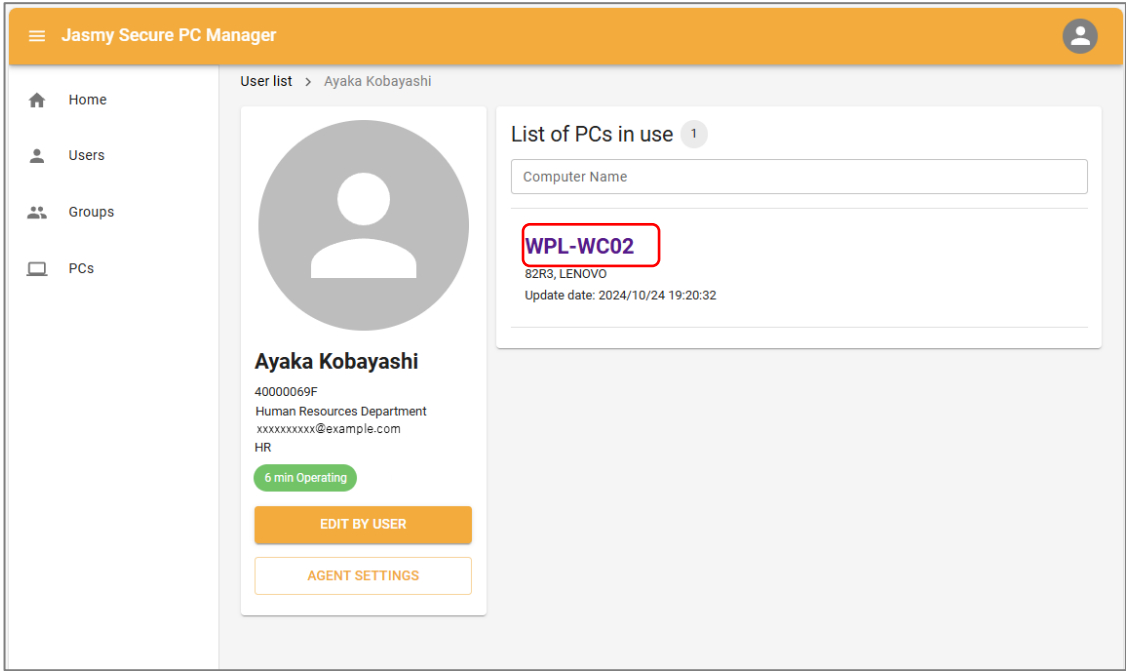 Jasmy Secure PC Manager
Home
Users
Groups
PCs
User list > Ayaka Kobayashi
Ayaka Kobayashi
40000069F
Human Resources Department
xxxxxxxxxx@example.com
HR
6 min Operating
EDIT BY USER
AGENT SETTINGS
List of PCs in use 1
Computer Name
WPL-WC02
82R3, LENOVO
Update date: 2024/10/24 19:20:32